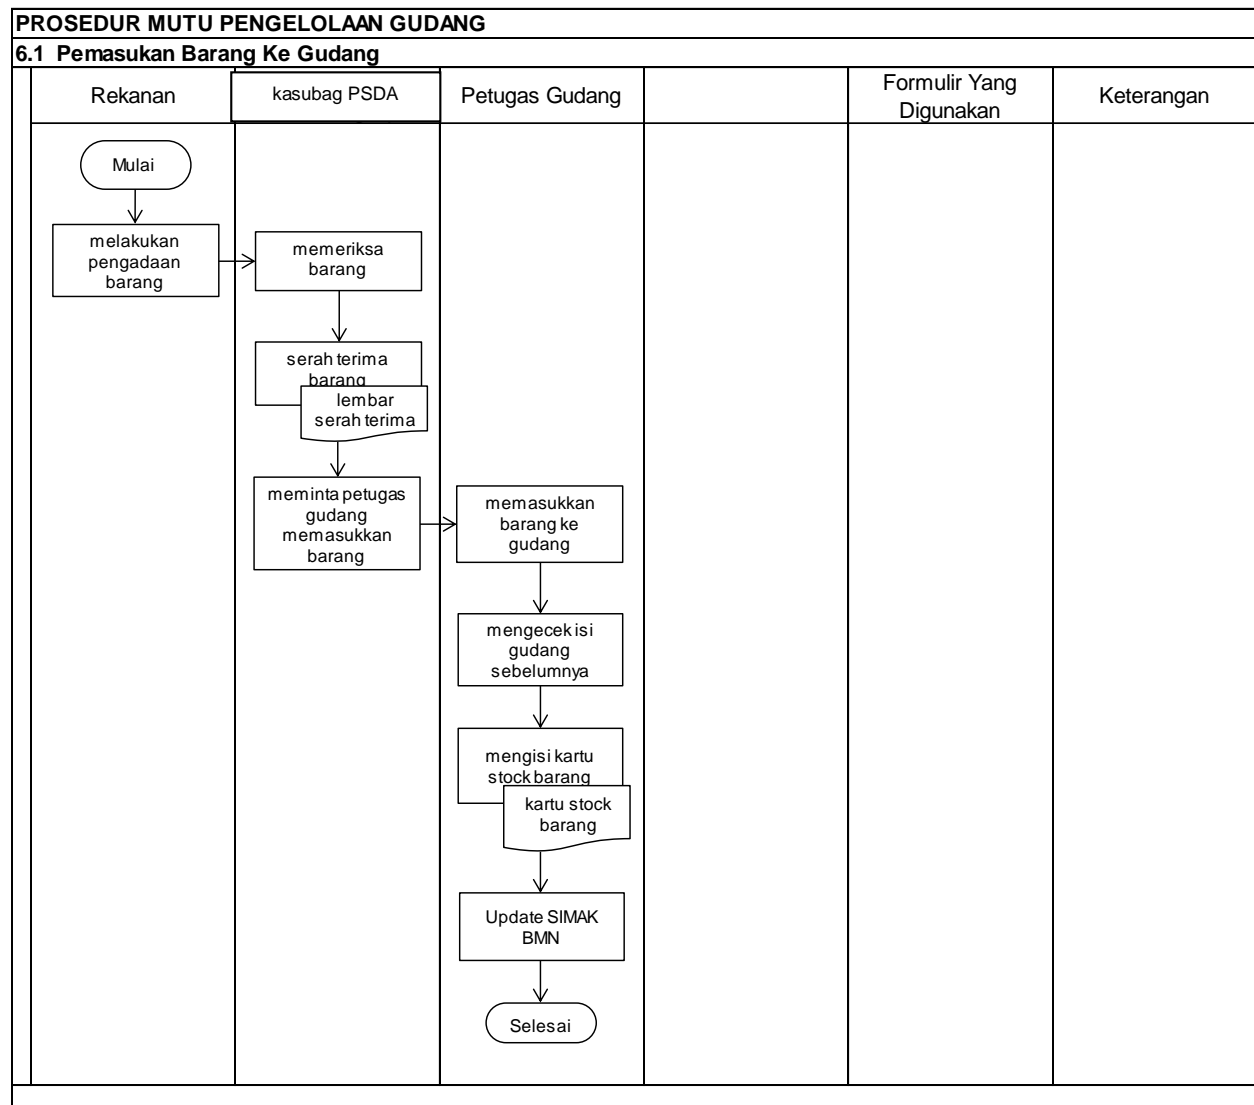 PROSEDUR MUTU PENGELOLAAN GUDANG
6.1 Pemasukan Barang Ke Gudang
Rekanan
kasubag PSDA
Petugas Gudang
Formulir Yang
Digunakan
Keterangan
Mulai
melakukan
pengadaan
barang
memeriksa
barang
serah terima
barang
lembar
serah terima
meminta petugas
gudang
memasukkan
barang
memasukkan
barang ke
gudang
mengecek isi
gudang
sebelumnya
mengisi kartu
stock barang
kartu stock
barang
Update SIMAK
BMN
Selesai